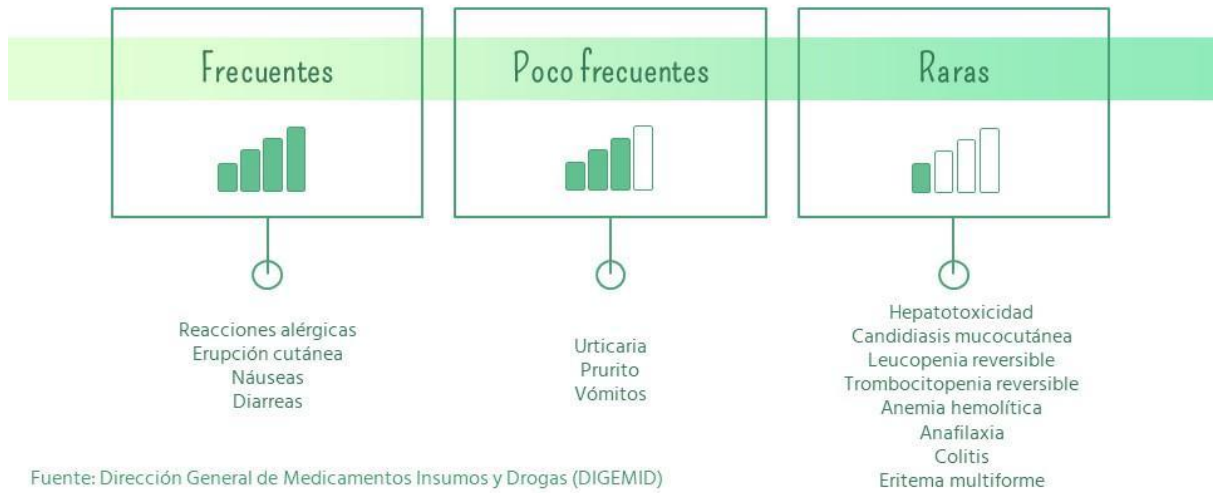 Frecuentes
Poco frecuentes
Raras
Reacciones alérgicas
Erupción cutánea
Náuseas
Diarreas
Urticaria
Prurito
Vómitos
Hepatotoxicidad
Candidiasis mucocutánea
Leucopenia reversible
Trombocitopenia reversible
Anemia hemolítica
Anafilaxia
Colitis
Eritema multiforme
Fuente: Dirección General de Medicamentos Insumos y Drogas (DIGEMID)